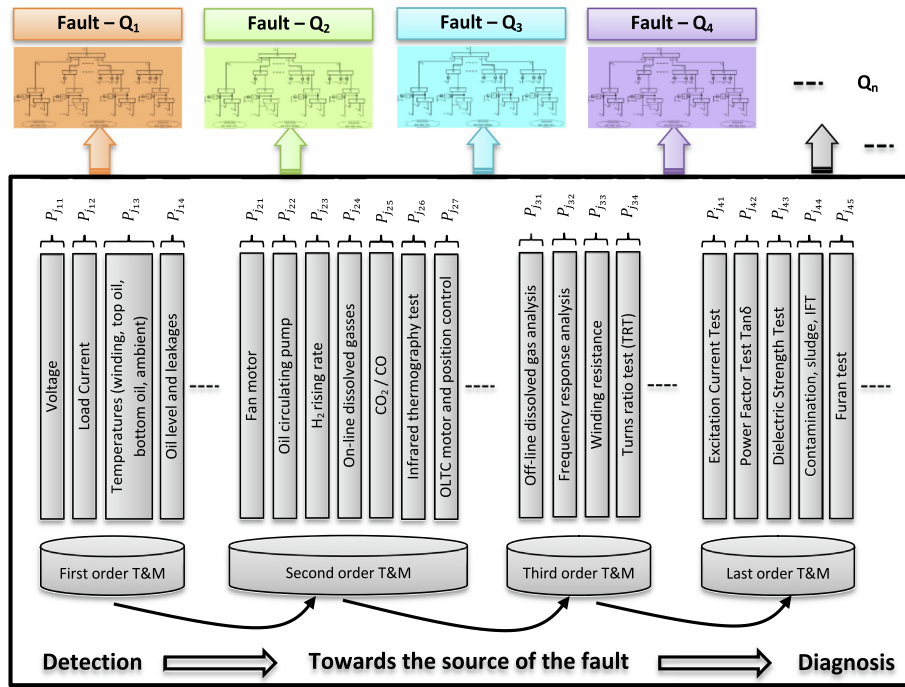 Fault – Q1
Fault – Q2
Fault – Q3
Fault – Q4
Qn
Pj11
Pj12
Pj13
Pj14
Pj21
Pj22
Pj23
Pj24
Pj25
Pj26
Pj27
Pj31
Pj32
Pj33
Pj34
Pj41
Pj42
Pj43
Pj44
Pj45
Voltage
Load Current
Temperatures (winding, top oil,
bottom oil, ambient)
Oil level and leakages
Fan motor
Oil circulating pump
H2 rising rate
On-line dissolved gasses
CO2 / CO
Infrared thermography test
OLTC motor and position control
Off-line dissolved gas analysis
Frequency response analysis
Winding resistance
Turns ratio test (TRT)
Excitation Current Test
Power Factor Test Tanδ
Dielectric Strength Test
Contamination, sludge, IFT
Furan test
First order T&M
Second order T&M
Third order T&M
Last order T&M
Detection
Towards the source of the fault
Diagnosis